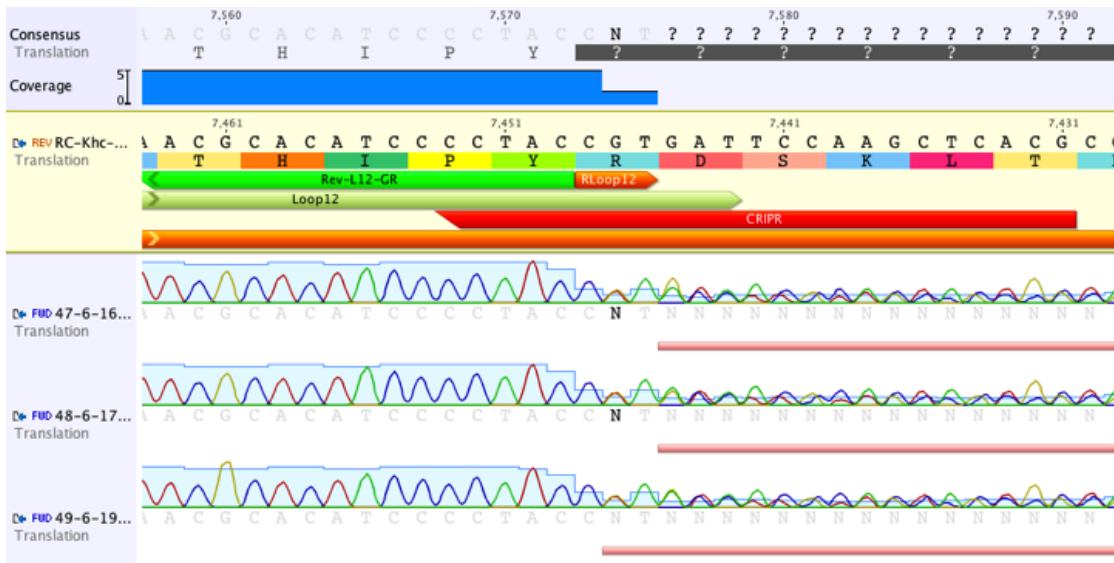 7,560 7,570 7,580 7,590
Consensus A A C G C A C A T C C C C T A C C N T ? ? ? ? ? ? ? ? ? ? ? ? ? ? ? ?
Translation T H I P Y ? ? ? ? ? ?
Coverage 5 0
7,461 7,451 7,441 7,431
REV RC-Khc-... A A C G C A C A T C C C C T A C C G T G A T T C C A A G C T C A C G C
Translation T H I P Y R D S K L T
Rev-L12-GR RLoop12
Loop12
CRIPR
FWD 47-6-16... A A C G C A C A T C C C C T A C C N T N N N N N N N N N N N N N N N N
Translation
FWD 48-6-17... A A C G C A C A T C C C C T A C C N T N N N N N N N N N N N N N N N N
Translation
FWD 49-6-19... A A C G C A C A T C C C C T A C C N T N N N N N N N N N N N N N N N N
Translation